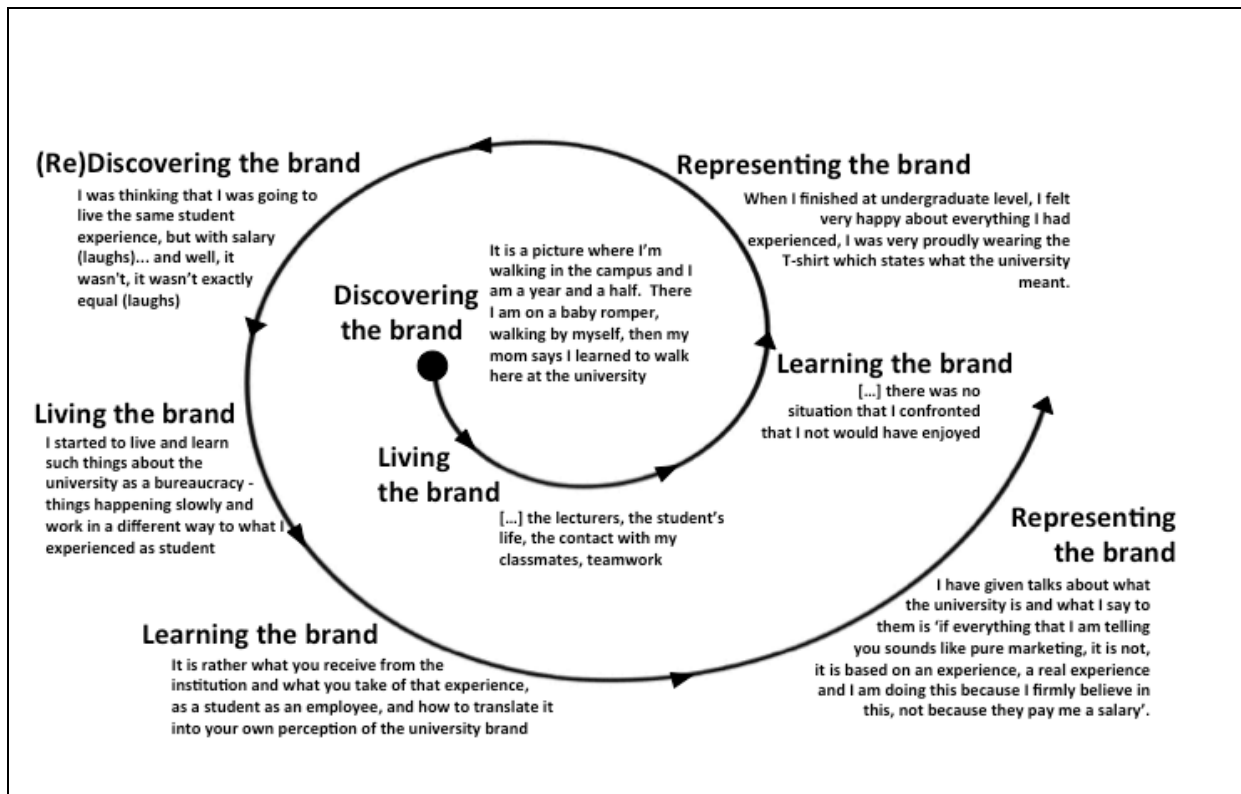 Discovering
the brand
It is a picture where I'm
walking in the campus and I
am a year and a half.  There
I am on a baby romper,
walking by myself, then my
mom says I learned to walk
here at the university
Living
the brand
[...] the lecturers, the student's
life, the contact with my
classmates, teamwork
Learning the brand
[...] there was no
situation that I confronted
that I not would have enjoyed
Representing the brand
When I finished at undergraduate level, I felt
very happy about everything I had
experienced, I was very proudly wearing the
T-shirt which states what the university
meant.
(Re)Discovering the brand
I was thinking that I was going to
live the same student
experience, but with salary
(laughs)... and well, it
wasn't, it wasn't exactly
equal (laughs)
Living the brand
I started to live and learn
such things about the
university as a bureaucracy -
things happening slowly and
work in a different way to what I
experienced as student
Learning the brand
It is rather what you receive from the
institution and what you take of that experience,
as a student as an employee, and how to translate it
into your own perception of the university brand
Representing
the brand
I have given talks about what
the university is and what I say to
them is 'if everything that I am telling
you sounds like pure marketing, it is not,
it is based on an experience, a real experience
and I am doing this because I firmly believe in
this, not because they pay me a salary'.